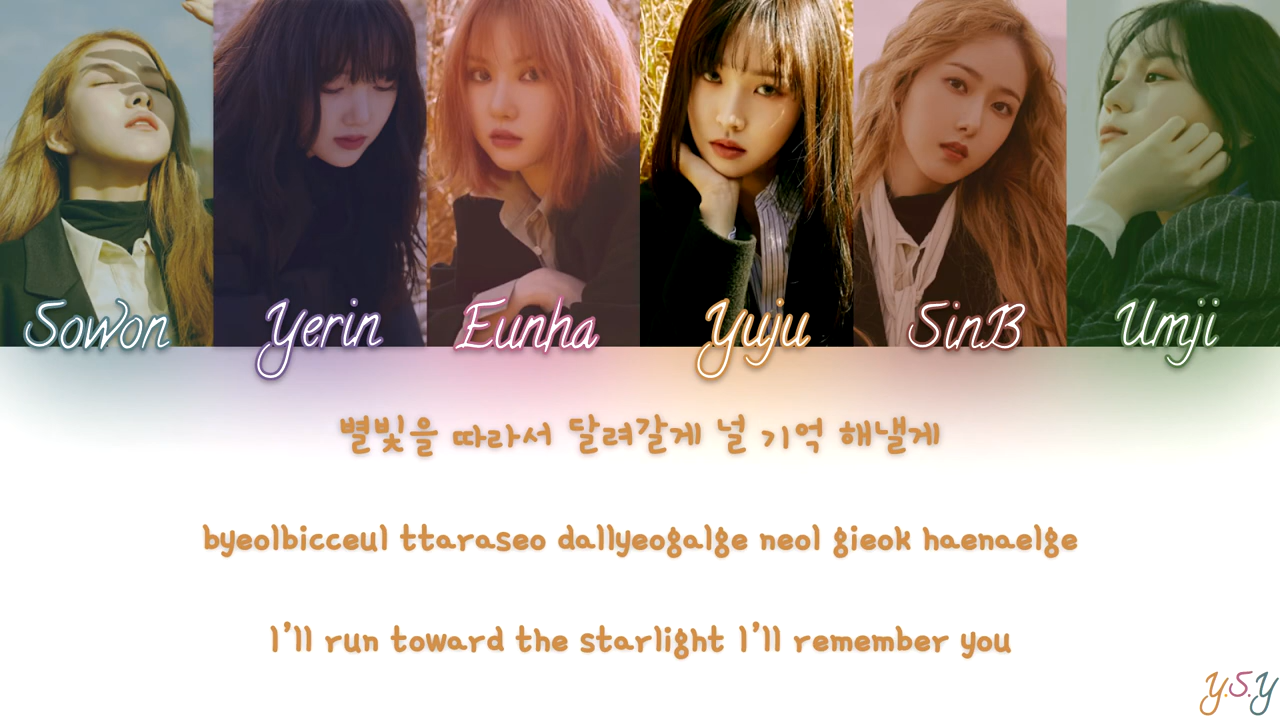 Sowon Yerin Eunha Yuju SinB Umji
별빛을 따라서 달려갈게 널 기억 해낼게
byeolbicceul ttaraseo dallyeogalge neol gieok haenaelge
I'll run toward the starlight I'll remember you
Y.S.Y